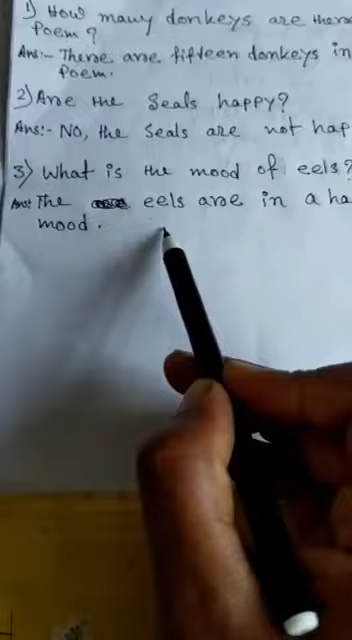 1) How many donkeys are there
Poem?
Ans:- There are fifteen donkeys in
Poem.
2) Are the Seals happy?
Ans:- No, the Seals are not hap
3) What is the mood of eels?
Ans: The eels are in a ha
mood.